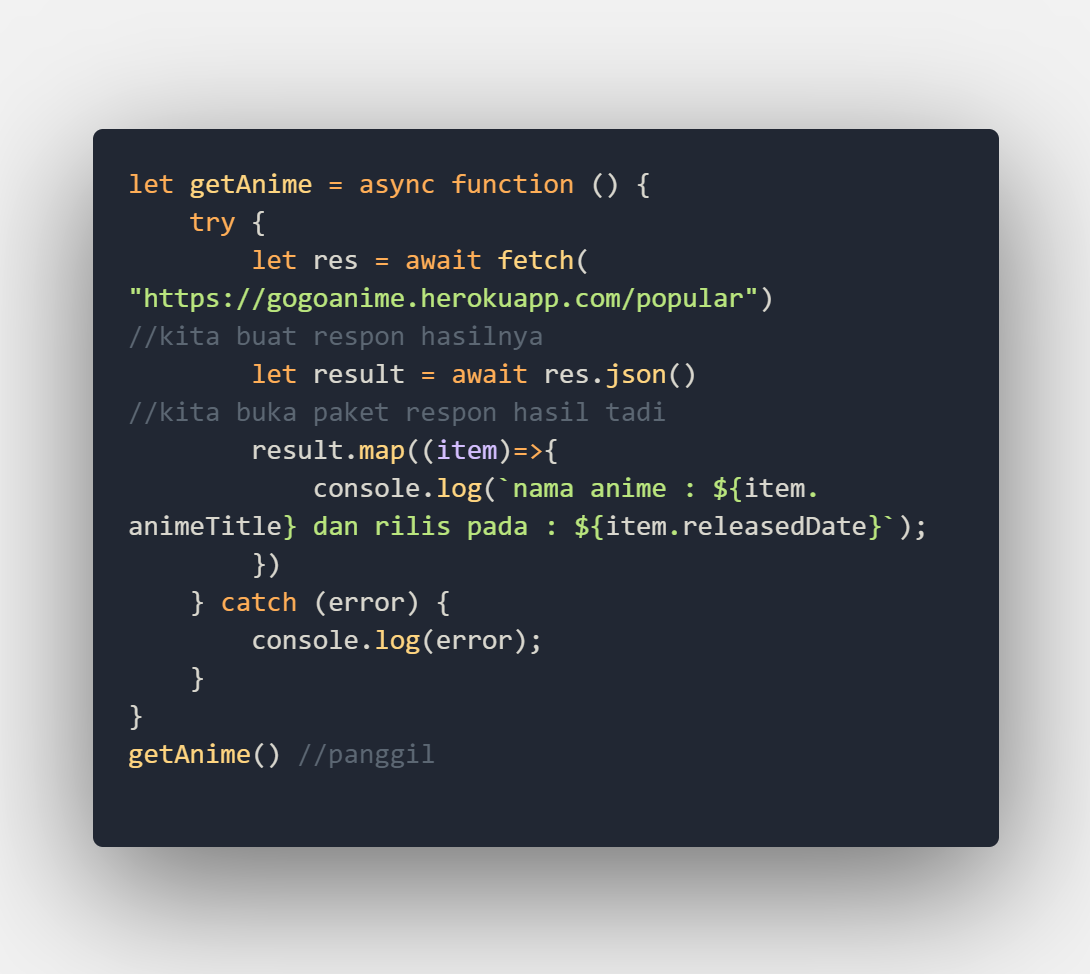 let getAnime = async function () {
    try {
        let res = await fetch(
"https://gogoanime.herokuapp.com/popular")
//kita buat respon hasilnya
        let result = await res.json()
//kita buka paket respon hasil tadi
        result.map((item)=>{
            console.log(`nama anime : ${item.
animeTitle} dan rilis pada : ${item.releasedDate}`);
        })
    } catch (error) {
        console.log(error);
    }
}
getAnime() //panggil